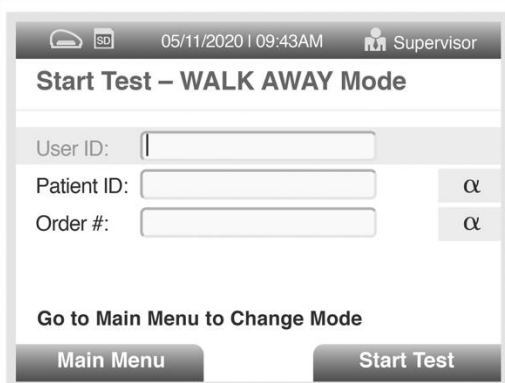 SD 05/11/2020 | 09:43AM Supervisor
Start Test – WALK AWAY Mode
User ID:
Patient ID: α
Order #: α
Go to Main Menu to Change Mode
Main Menu Start Test